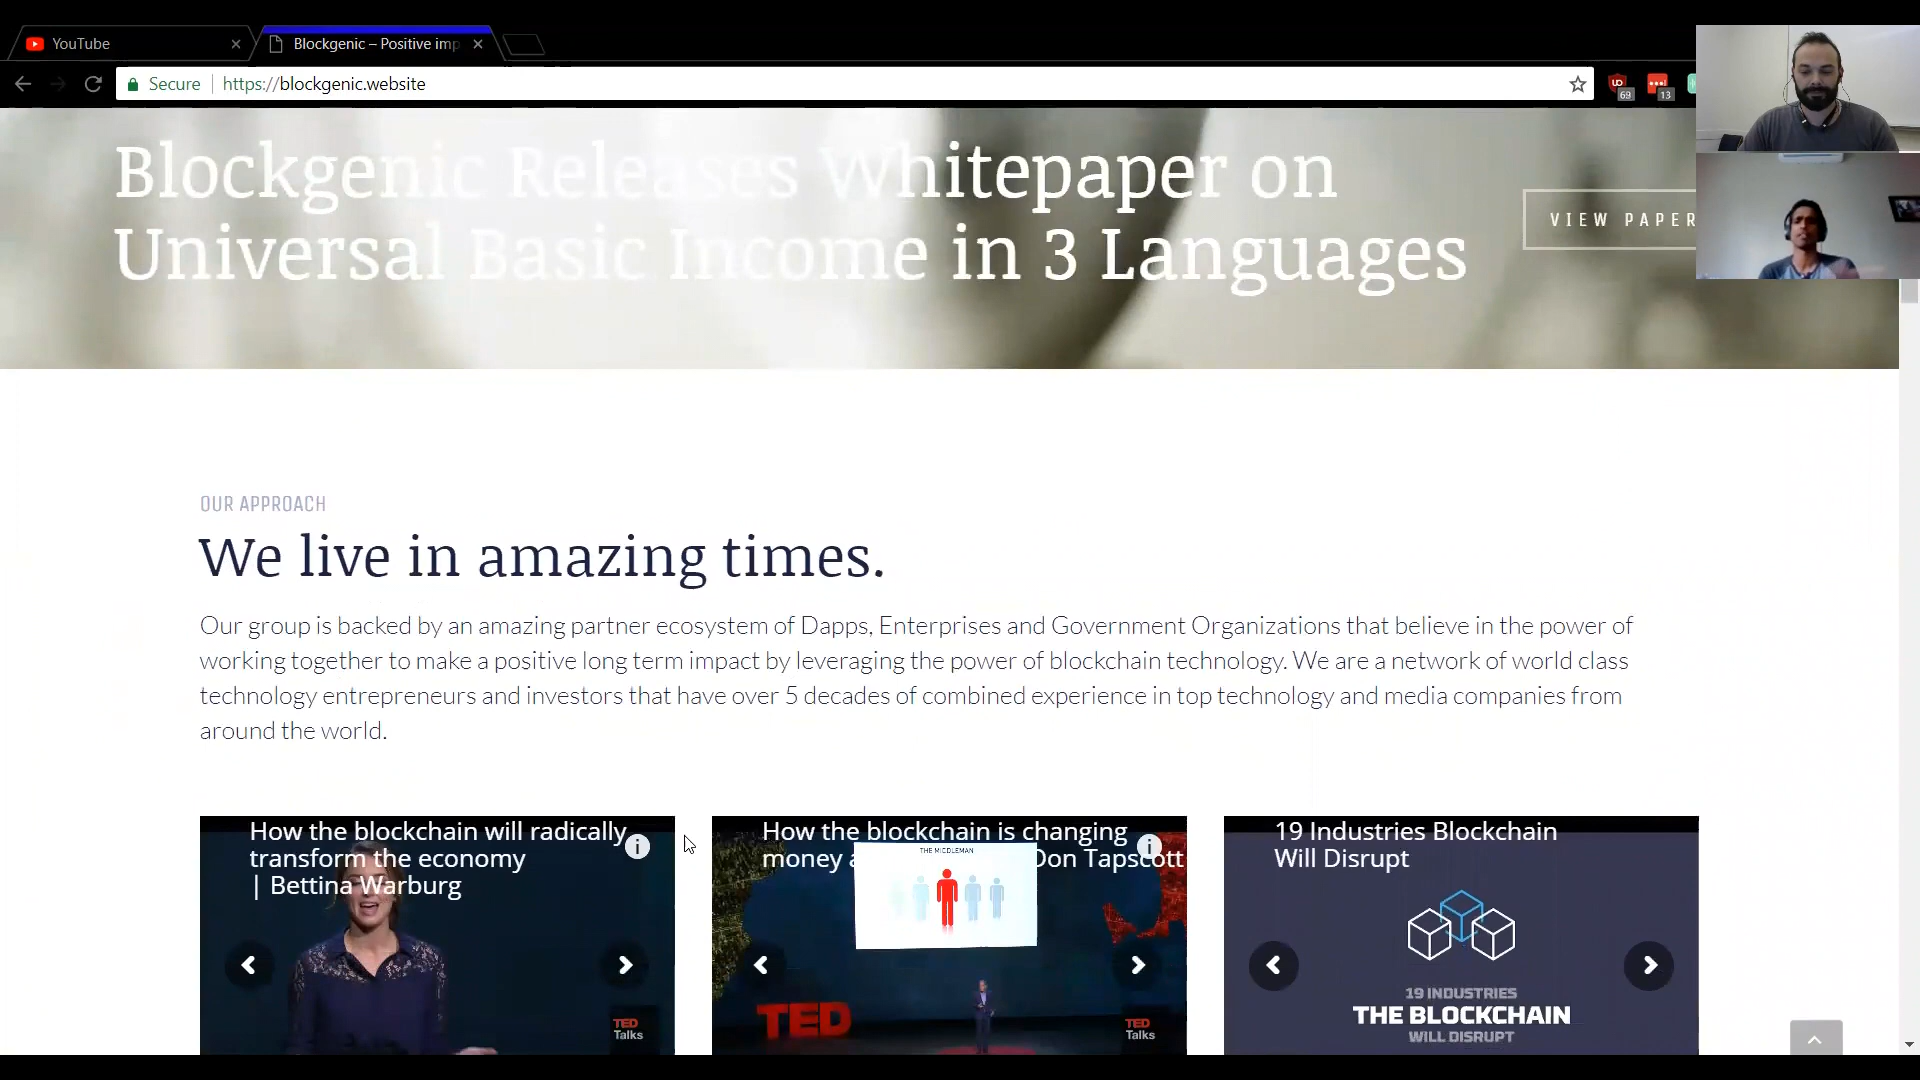 YouTube
Blockgenic – Positive imp
Secure
https://blockgenic.website
69
13
Blockgenic Releases Whitepaper on
Universal Basic Income in 3 Languages
VIEW PAPER
OUR APPROACH
We live in amazing times.
Our group is backed by an amazing partner ecosystem of Dapps, Enterprises and Government Organizations that believe in the power of
working together to make a positive long term impact by leveraging the power of blockchain technology. We are a network of world class
technology entrepreneurs and investors that have over 5 decades of combined experience in top technology and media companies from
around the world.
How the blockchain will radically
transform the economy
| Bettina Warburg
TED
Talks
How the blockchain is changing
money a Don Tapscott
THE MIDDLEMAN
TED
TED
Talks
19 Industries Blockchain
Will Disrupt
19 INDUSTRIES
THE BLOCKCHAIN
WILL DISRUPT